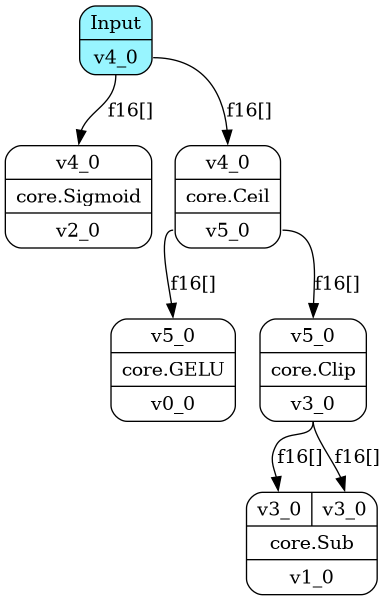 Input
v4_0
f16[]
f16[]
v4_0
core.Sigmoid
v2_0
v4_0
core.Ceil
v5_0
f16[]
f16[]
v5_0
core.GELU
v0_0
v5_0
core.Clip
v3_0
f16[]
f16[]
v3_0
v3_0
core.Sub
v1_0